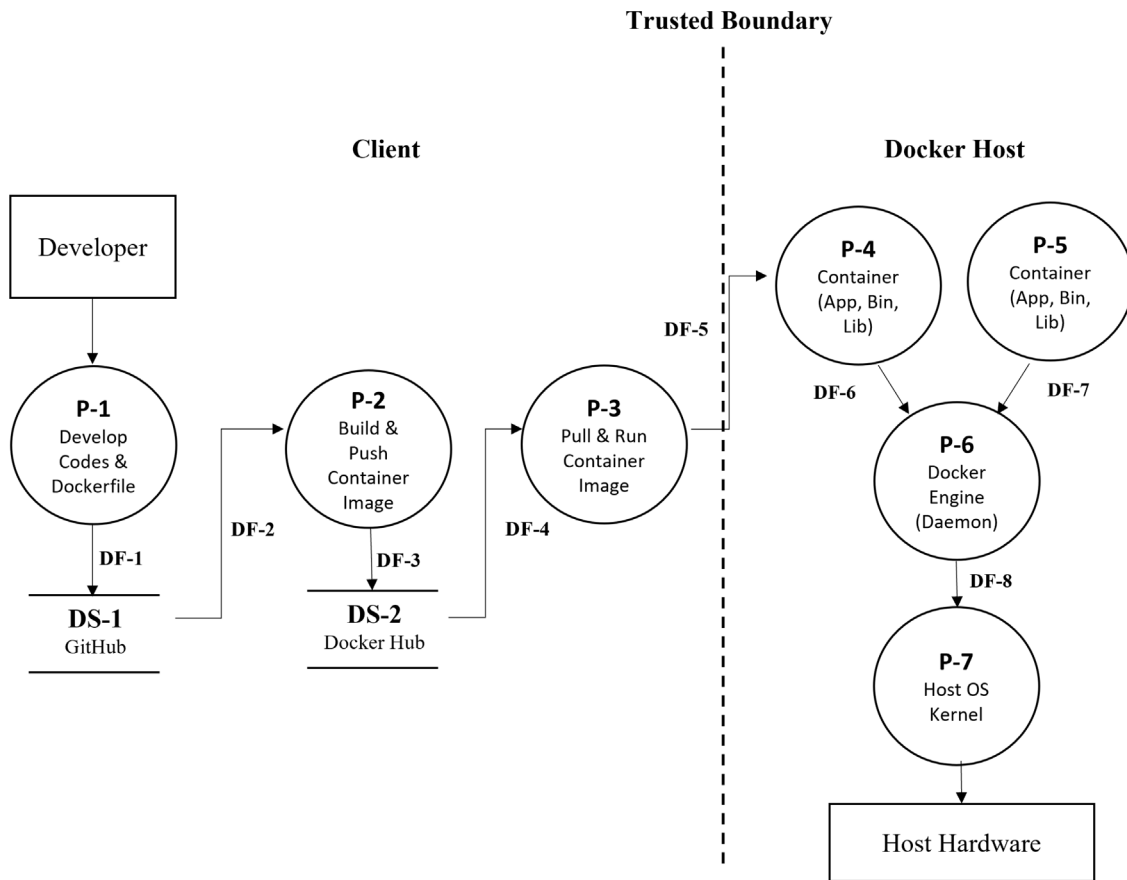 Trusted Boundary
Client
Docker Host
Developer
P-1
Develop
Codes &
Dockerfile
DF-1
DS-1
GitHub
DF-2
P-2
Build &
Push
Container
Image
DF-3
DS-2
Docker Hub
DF-4
P-3
Pull & Run
Container
Image
DF-5
P-4
Container
(App, Bin,
Lib)
P-5
Container
(App, Bin,
Lib)
DF-6
DF-7
P-6
Docker
Engine
(Daemon)
DF-8
P-7
Host OS
Kernel
Host Hardware